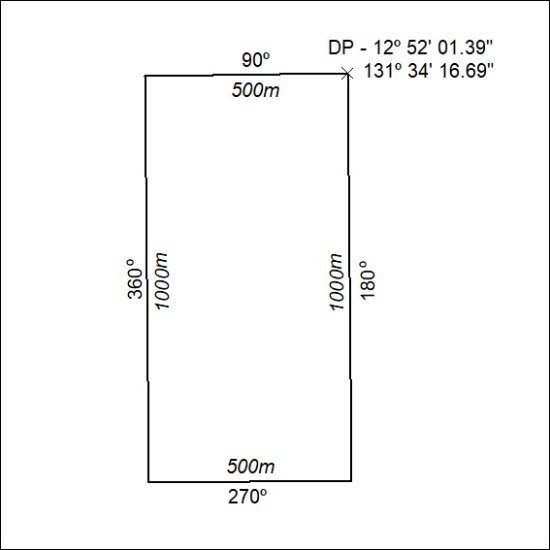 DP - 12º 52' 01.39"
131º 34' 16.69"
90º
500m
360º
1000m
1000m
180º
500m
270º